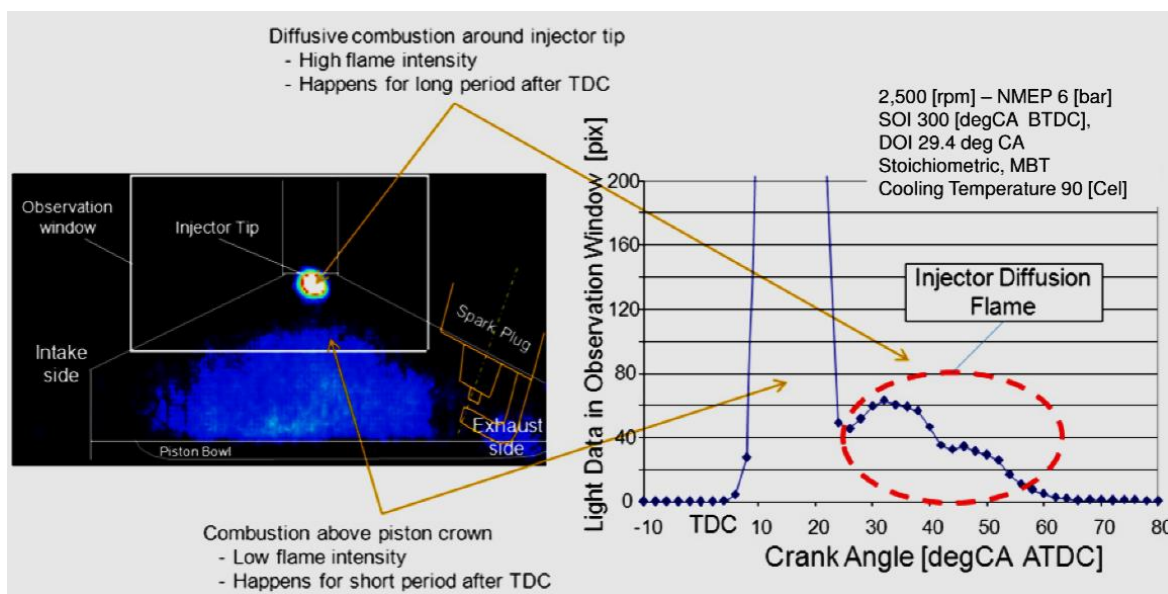 Diffusive combustion around injector tip
- High flame intensity
- Happens for long period after TDC
Observation
window
Injector Tip
Spark Plug
Intake
side
Exhaust
side
Piston Bowl
Combustion above piston crown
- Low flame intensity
- Happens for short period after TDC
2,500 [rpm] – NMEP 6 [bar]
SOI 300 [degCA BTDC],
DOI 29.4 deg CA
Stoichiometric, MBT
Cooling Temperature 90 [Cel]
Light Data in Observation Window [pix]
200
160
120
80
40
0
Injector Diffusion
Flame
-10 TDC 10 20 30 40 50 60 70 80
Crank Angle [degCA ATDC]